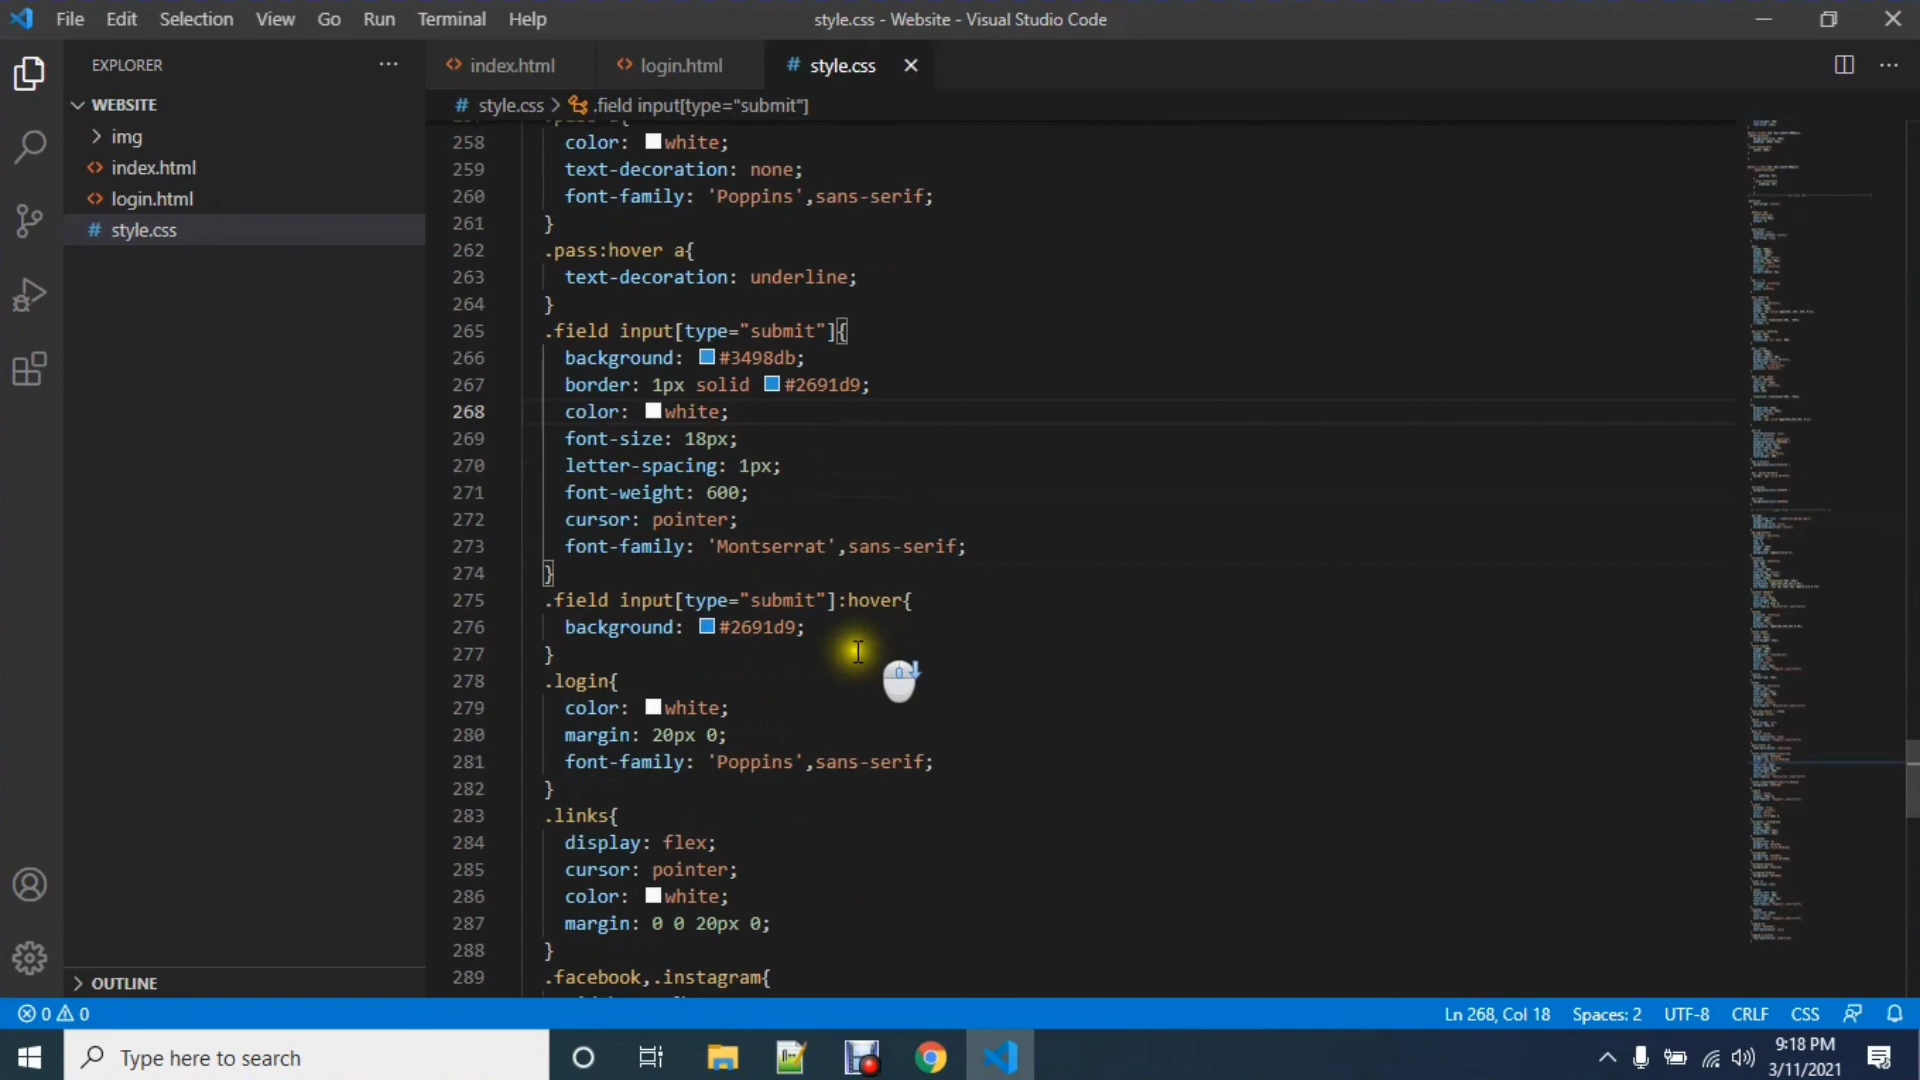 File Edit Selection View Go Run Terminal Help
style.css - Website - Visual Studio Code
EXPLORER
index.html
login.html
# style.css
WEBSITE
img
index.html
login.html
# style.css
# style.css > .field input[type="submit"]
258 color: white;
259 text-decoration: none;
260 font-family: 'Poppins',sans-serif;
261 }
262 .pass:hover a{
263 text-decoration: underline;
264 }
265 .field input[type="submit"]{
266 background: #3498db;
267 border: 1px solid #2691d9;
268 color: white;
269 font-size: 18px;
270 letter-spacing: 1px;
271 font-weight: 600;
272 cursor: pointer;
273 font-family: 'Montserrat',sans-serif;
274 }
275 .field input[type="submit"]:hover{
276 background: #2691d9;
277 }
278 .login{
279 color: white;
280 margin: 20px 0;
281 font-family: 'Poppins',sans-serif;
282 }
283 .links{
284 display: flex;
285 cursor: pointer;
286 color: white;
287 margin: 0 0 20px 0;
288 }
289 .facebook,.instagram{
OUTLINE
0 0
Ln 268, Col 18 Spaces: 2 UTF-8 CRLF CSS
Type here to search
9:18 PM
3/11/2021